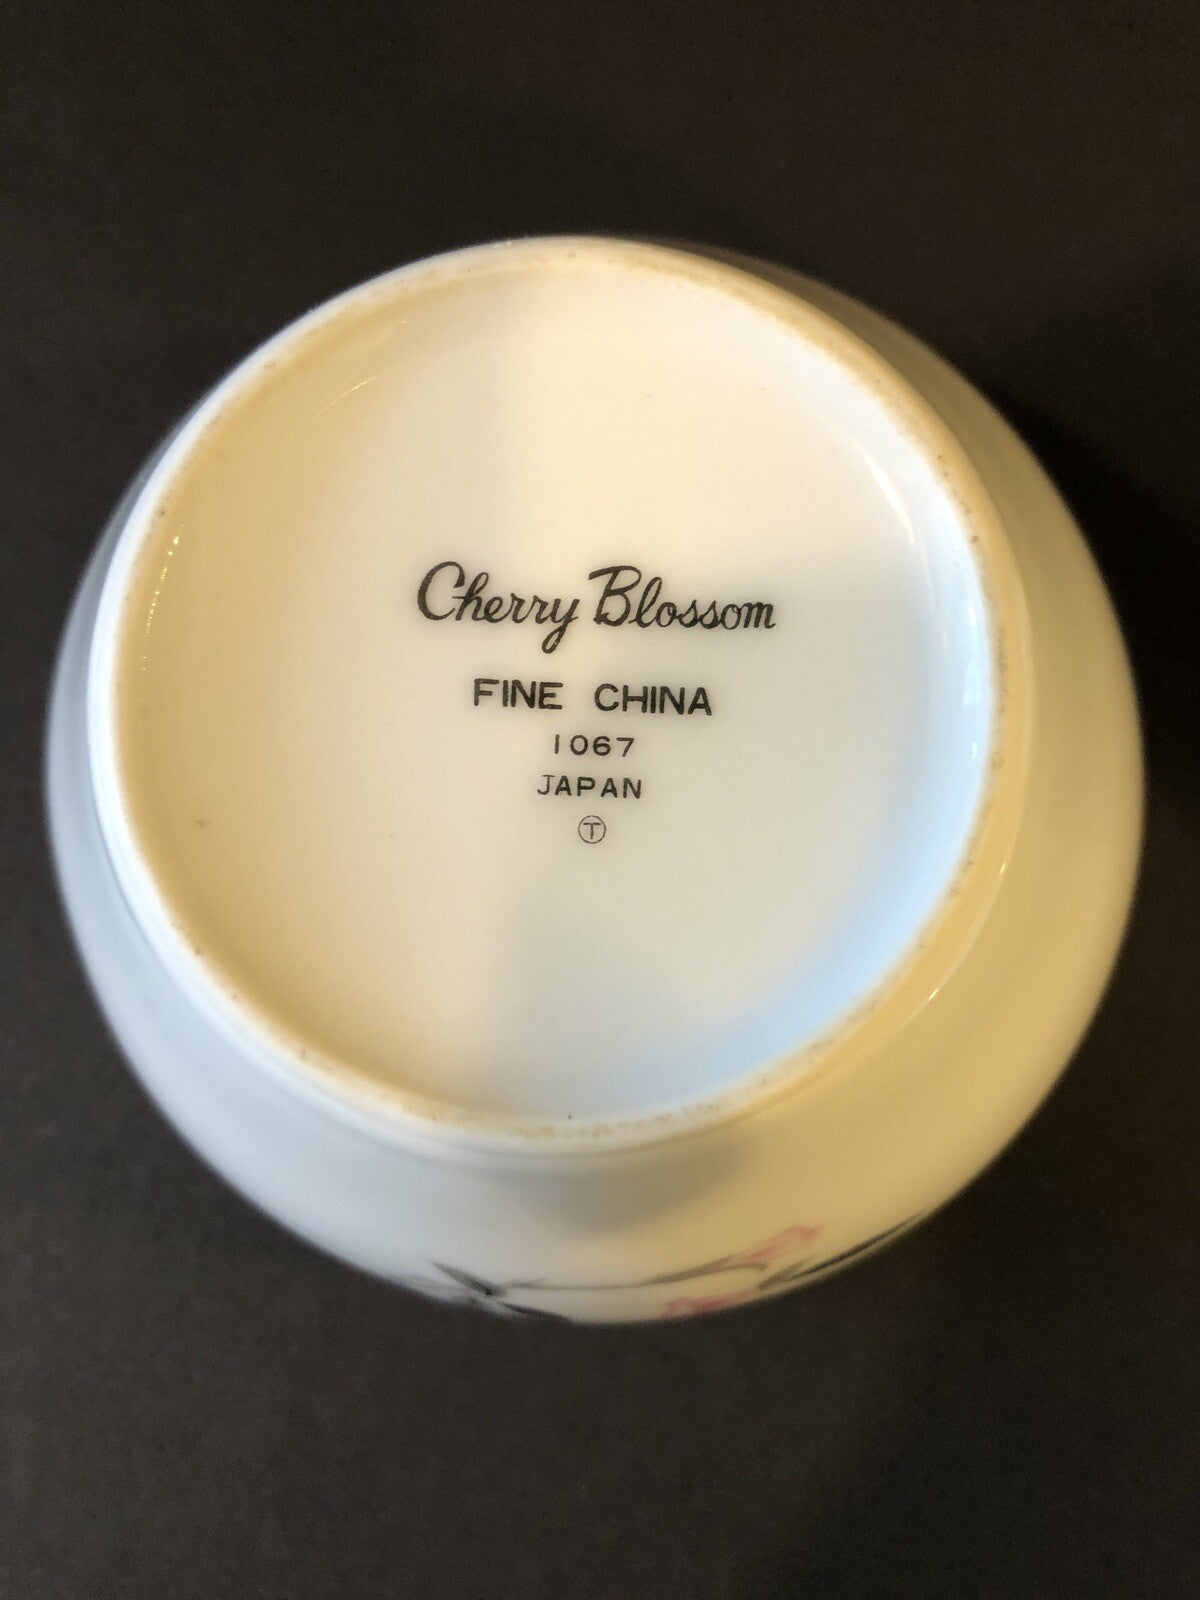 Cherry Blossom
FINE CHINA
1067
JAPAN
T